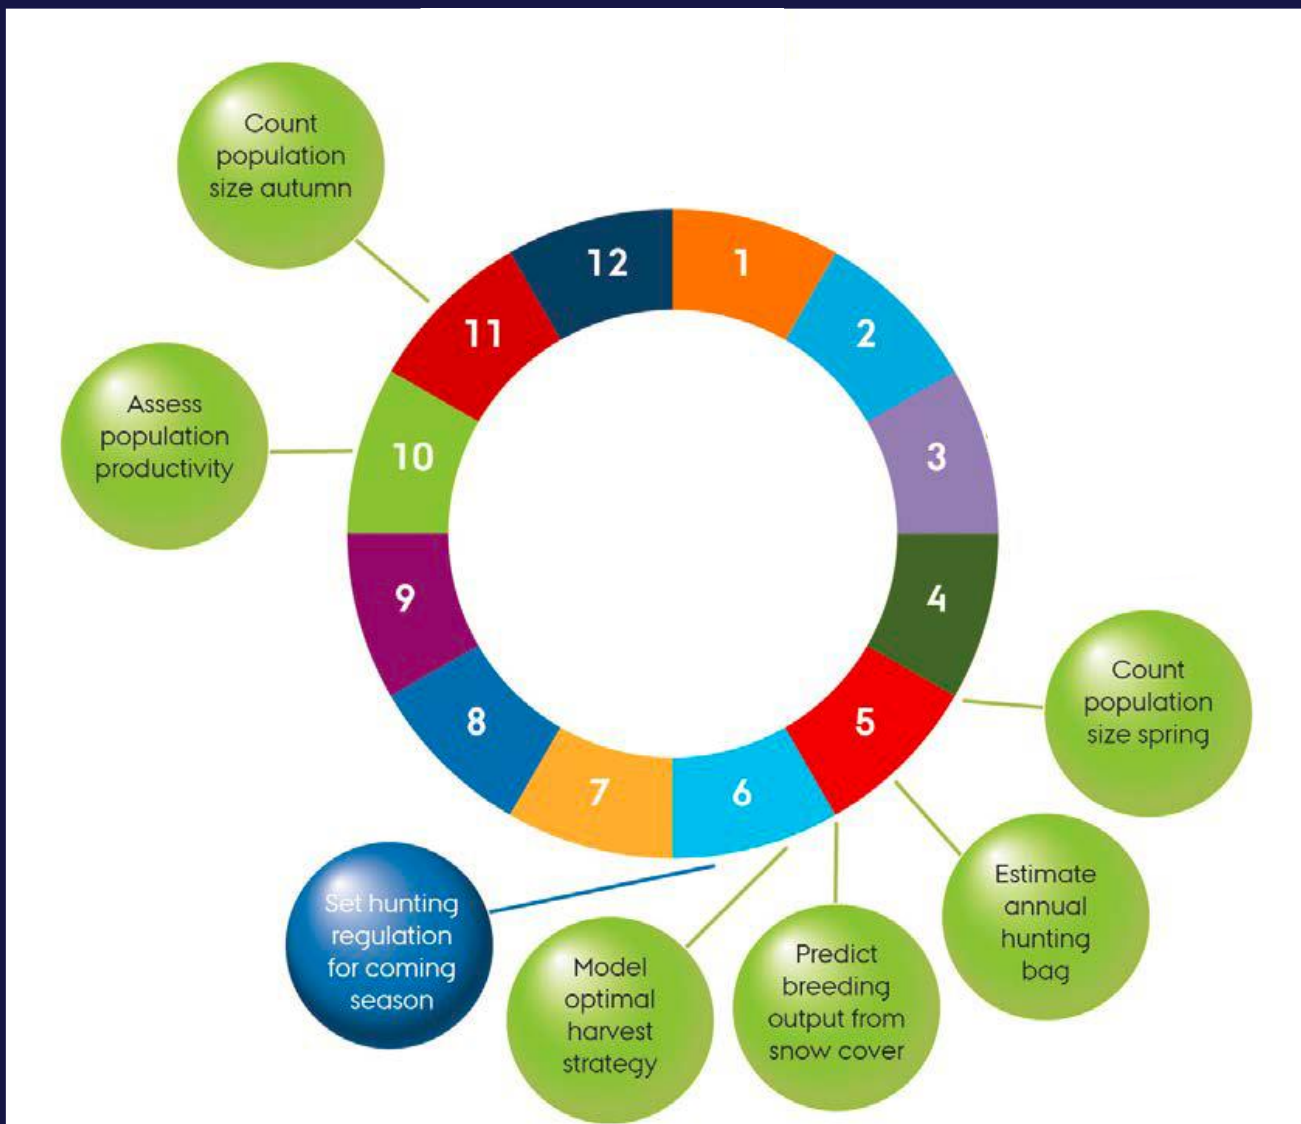 Count
population
size autumn
12
1
11
2
Assess
population
productivity
10
3
9
4
8
5
7
6
Count
population
size spring
Estimate
annual
hunting
bag
Predict
breeding
output from
snow cover
Model
optimal
harvest
strategy
Set hunting
regulation
for coming
season